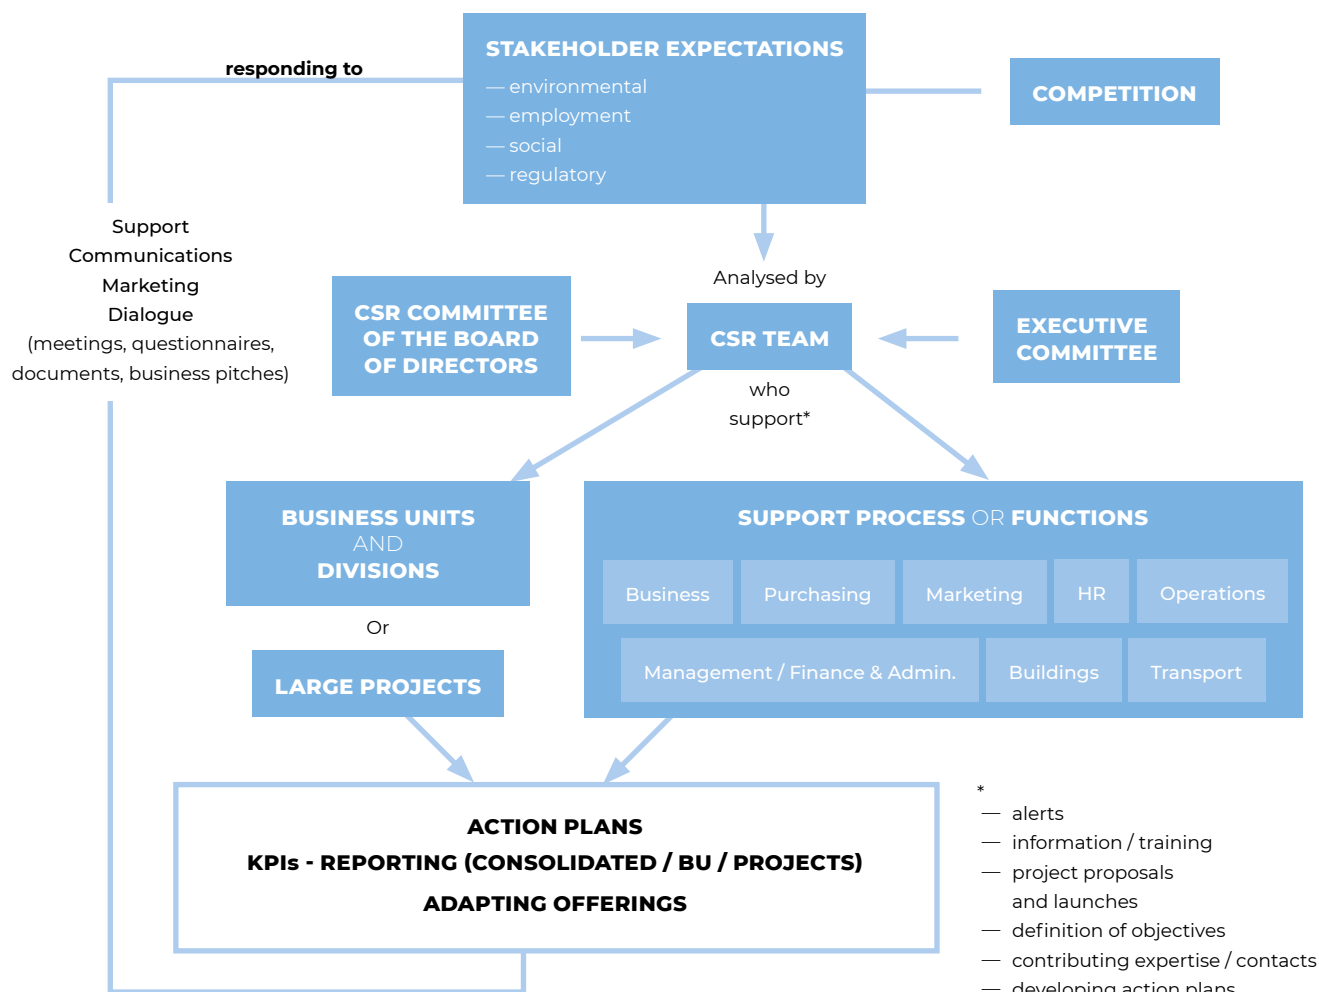 responding to
STAKEHOLDER EXPECTATIONS
— environmental
— employment
— social
— regulatory
COMPETITION
Support
Communications
Marketing
Dialogue
(meetings, questionnaires,
documents, business pitches)
Analysed by
CSR COMMITTEE
OF THE BOARD
OF DIRECTORS
CSR TEAM
EXECUTIVE
COMMITTEE
who
support*
BUSINESS UNITS
AND
DIVISIONS
Or
LARGE PROJECTS
SUPPORT PROCESS OR FUNCTIONS
Business
Purchasing
Marketing
HR
Operations
Management / Finance & Admin.
Buildings
Transport
ACTION PLANS
KPIs - REPORTING (CONSOLIDATED / BU / PROJECTS)
ADAPTING OFFERINGS
*
— alerts
— information / training
— project proposals
and launches
— definition of objectives
— contributing expertise / contacts
— developing action plans